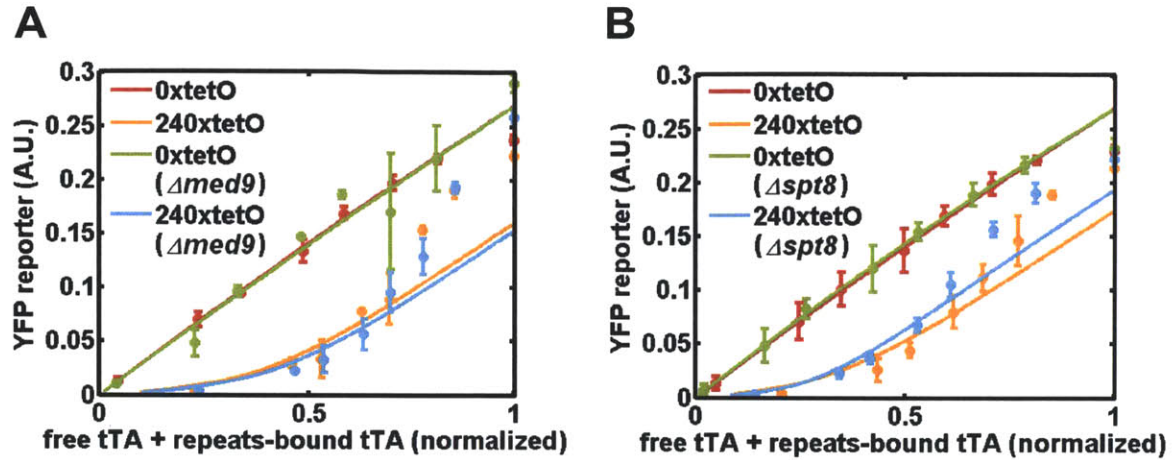 A
B
YFP reporter (A.U.)
0.3
0.25
0.2
0.15
0.1
0.05
0
0xtetO
240xtetO
0xtetO
(Δmed9)
240xtetO
(Δmed9)
0
0.5
1
free tTA + repeats-bound tTA (normalized)
YFP reporter (A.U.)
0.3
0.25
0.2
0.15
0.1
0.05
0
0xtetO
240xtetO
0xtetO
(Δspt8)
240xtetO
(Δspt8)
0
0.5
1
free tTA + repeats-bound tTA (normalized)